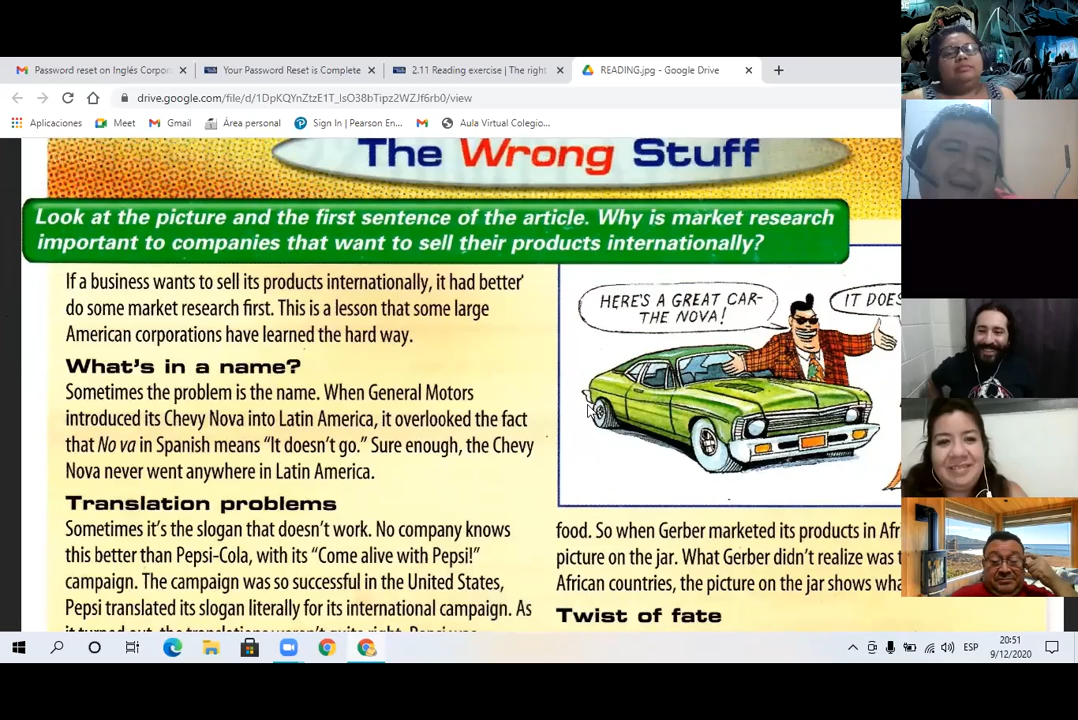 Password reset on Inglés Corpor
Your Password Reset is Complete
2.11 Reading exercise | The right
READING.jpg - Google Drive
drive.google.com/file/d/1DpKQYnZtzE1T_lsO38bTipz2WZJf6rb0/view
Aplicaciones
Meet
Gmail
Área personal
Sign In | Pearson En...
Aula Virtual Colegio...
The Wrong Stuff
Look at the picture and the first sentence of the article. Why is market research
important to companies that want to sell their products internationally?
If a business wants to sell its products internationally, it had better
do some market research first. This is a lesson that some large
American corporations have learned the hard way.
What's in a name?
Sometimes the problem is the name. When General Motors
introduced its Chevy Nova into Latin America, it overlooked the fact
that No va in Spanish means "It doesn't go." Sure enough, the Chevy
Nova never went anywhere in Latin America.
Translation problems
Sometimes it's the slogan that doesn't work. No company knows
this better than Pepsi-Cola, with its "Come alive with Pepsi!"
campaign. The campaign was so successful in the United States,
Pepsi translated its slogan literally for its international campaign. As
it turned out, the translations weren't quite right. Pepsi was
HERE'S A GREAT CAR-
THE NOVA!
IT DOES
food. So when Gerber marketed its products in Afr
picture on the jar. What Gerber didn't realize was t
African countries, the picture on the jar shows wha
Twist of fate
ESP
20:51
9/12/2020